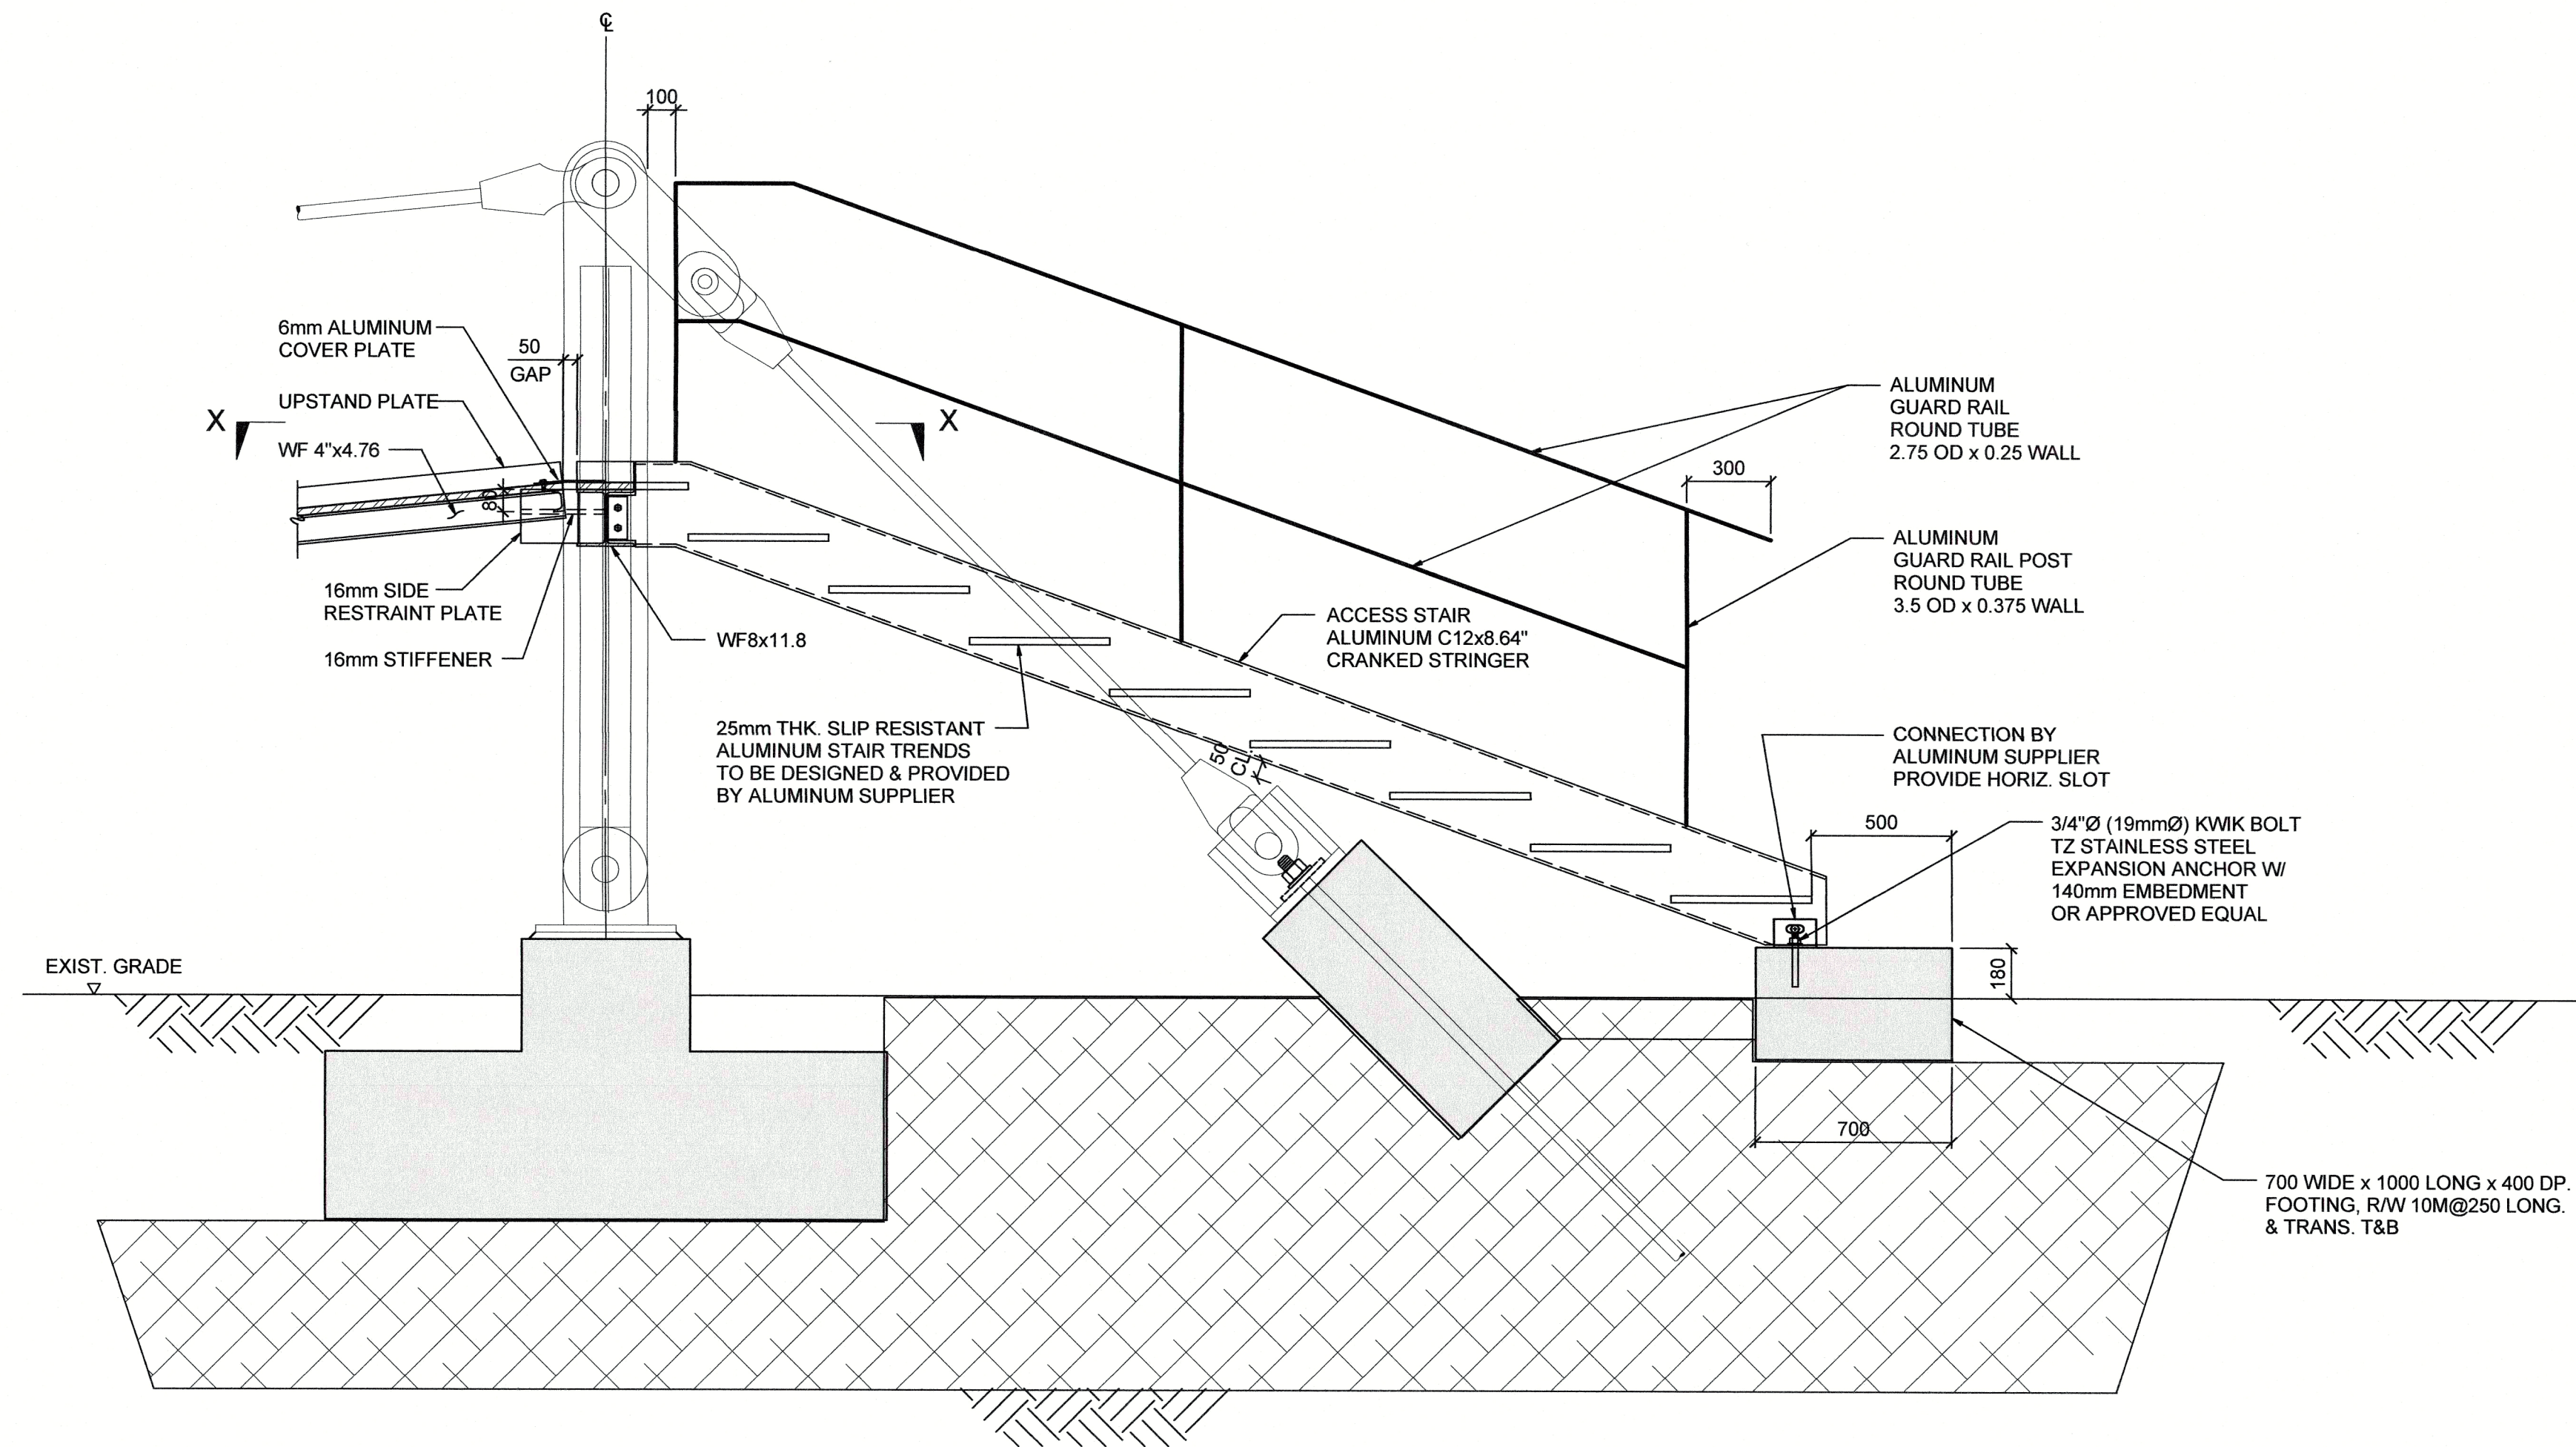 ℄
100
6mm ALUMINUM
COVER PLATE
50
GAP
UPSTAND PLATE
X
X
WF 4"x4.76
80
16mm SIDE
RESTRAINT PLATE
16mm STIFFENER
WF8x11.8
25mm THK. SLIP RESISTANT
ALUMINUM STAIR TRENDS
TO BE DESIGNED & PROVIDED
BY ALUMINUM SUPPLIER
ACCESS STAIR
ALUMINUM C12x8.64"
CRANKED STRINGER
50
CL.
ALUMINUM
GUARD RAIL
ROUND TUBE
2.75 OD x 0.25 WALL
300
ALUMINUM
GUARD RAIL POST
ROUND TUBE
3.5 OD x 0.375 WALL
CONNECTION BY
ALUMINUM SUPPLIER
PROVIDE HORIZ. SLOT
500
3/4"Ø (19mmØ) KWIK BOLT
TZ STAINLESS STEEL
EXPANSION ANCHOR W/
140mm EMBEDMENT
OR APPROVED EQUAL
EXIST. GRADE
180
700
700 WIDE x 1000 LONG x 400 DP.
FOOTING, R/W 10M@250 LONG.
& TRANS. T&B